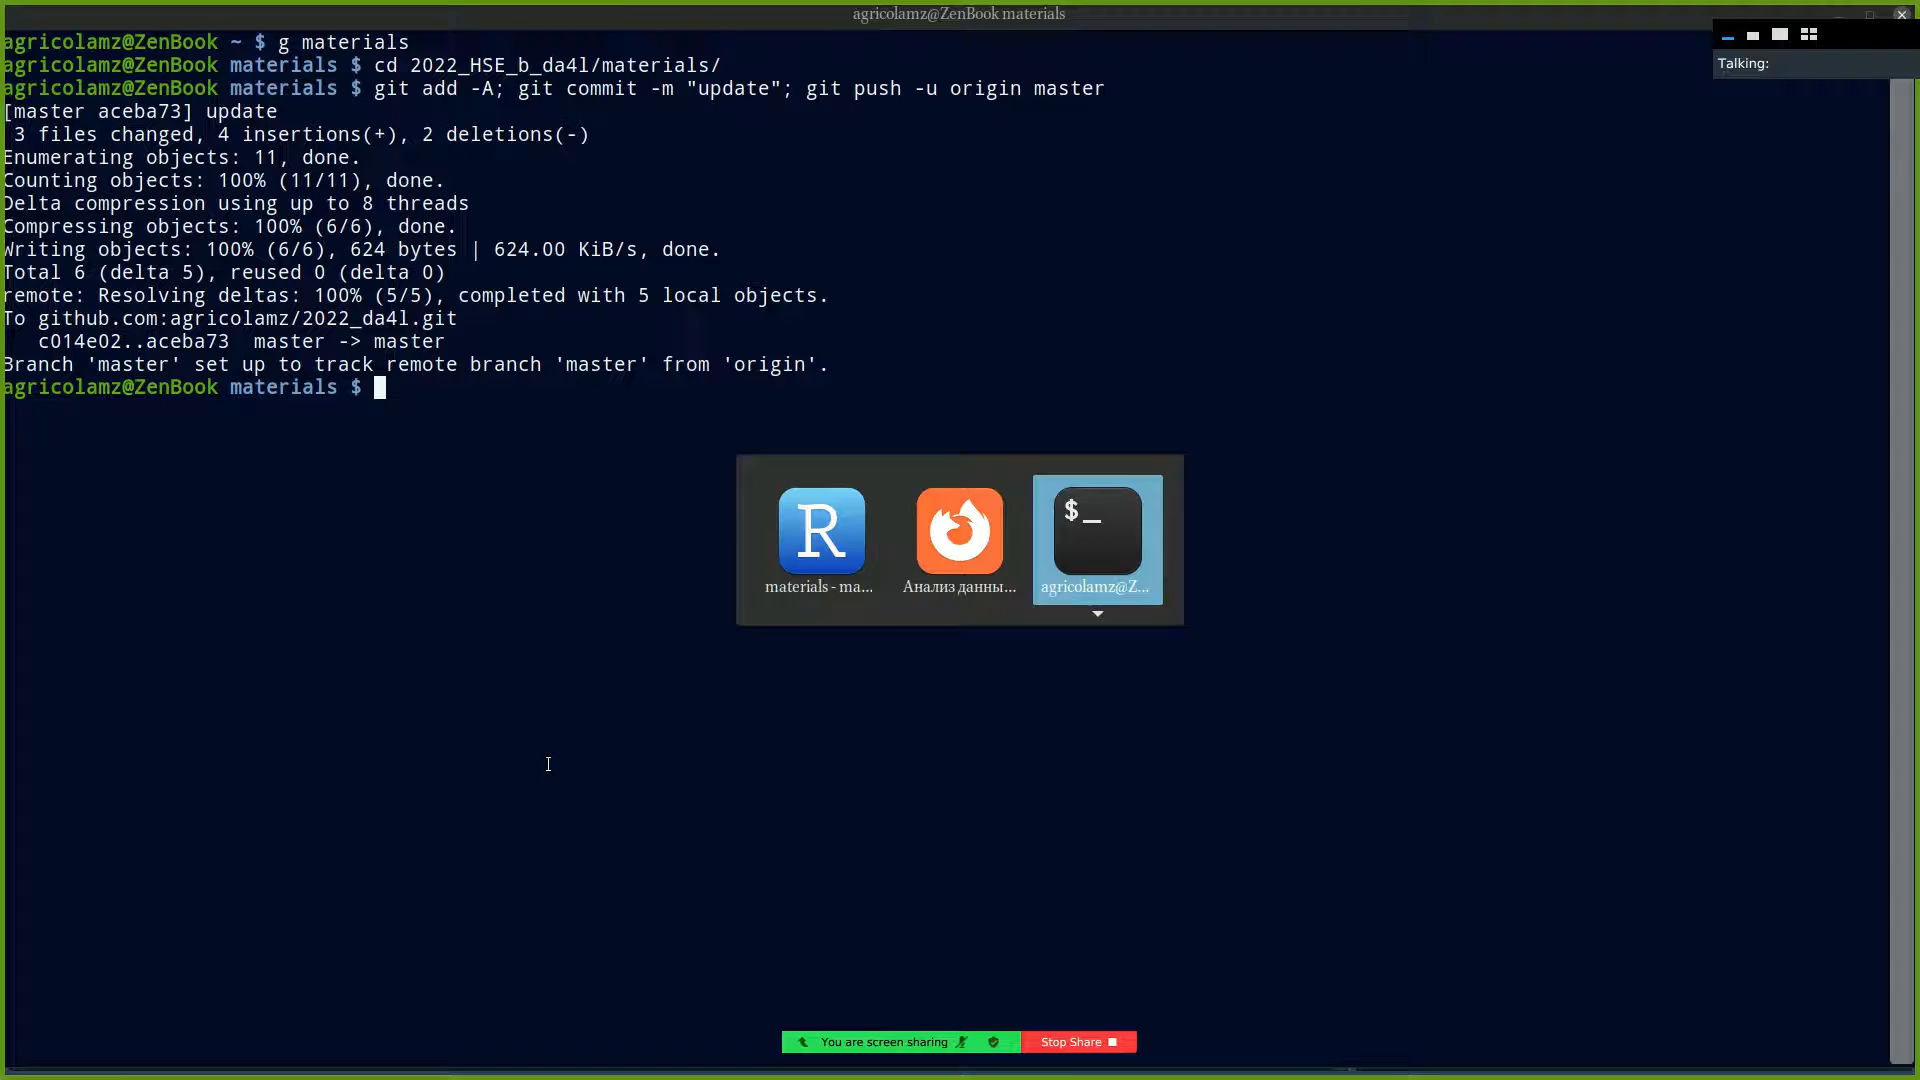 agricolamz@ZenBook materials
agricolamz@ZenBook ~ $ g materials
agricolamz@ZenBook materials $ cd 2022_HSE_b_da4l/materials/
agricolamz@ZenBook materials $ git add -A; git commit -m "update"; git push -u origin master
[master aceba73] update
3 files changed, 4 insertions(+), 2 deletions(-)
Enumerating objects: 11, done.
Counting objects: 100% (11/11), done.
Delta compression using up to 8 threads
Compressing objects: 100% (6/6), done.
Writing objects: 100% (6/6), 624 bytes | 624.00 KiB/s, done.
Total 6 (delta 5), reused 0 (delta 0)
remote: Resolving deltas: 100% (5/5), completed with 5 local objects.
To github.com:agricolamz/2022_da4l.git
c014e02..aceba73  master -> master
Branch 'master' set up to track remote branch 'master' from 'origin'.
agricolamz@ZenBook materials $
Talking:
R
$_
materials - ma...
Анализ данны...
agricolamz@Z...
You are screen sharing
Stop Share